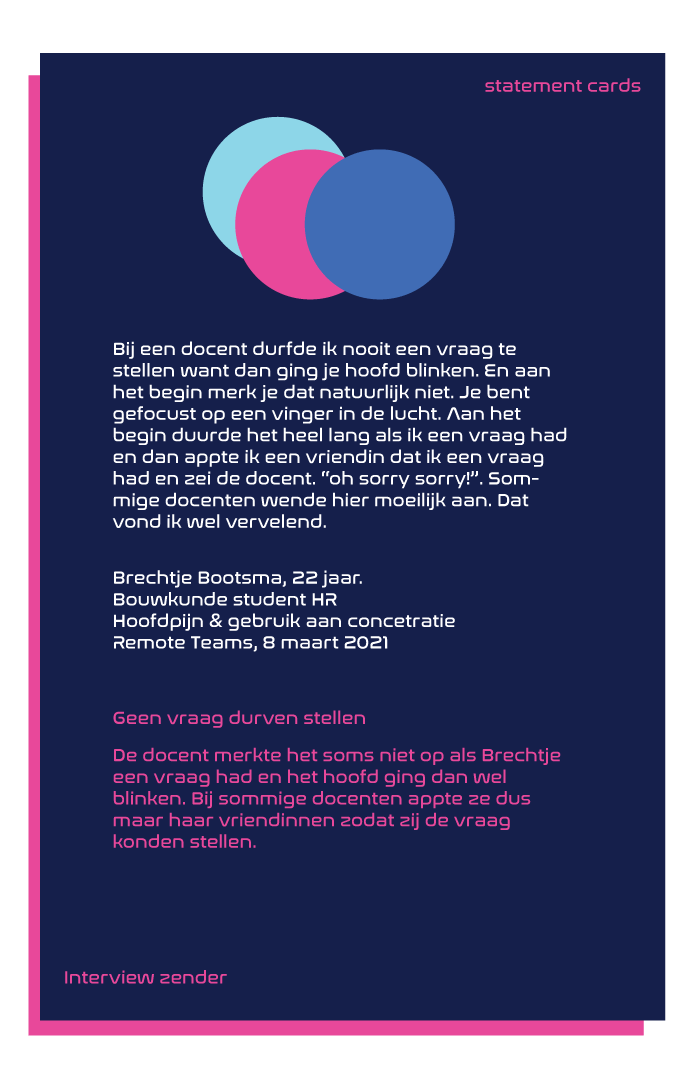 statement cards
Bij een docent durfde ik nooit een vraag te
stellen want dan ging je hoofd blinken. En aan
het begin merk je dat natuurlijk niet. Je bent
gefocust op een vinger in de lucht. Aan het
begin duurde het heel lang als ik een vraag had
en dan appte ik een vriendin dat ik een vraag
had en zei de docent. “oh sorry sorry!”. Som-
mige docenten wende hier moeilijk aan. Dat
vond ik wel vervelend.
Brechtje Bootsma, 22 jaar.
Bouwkunde student HR
Hoofdpijn & gebruik aan concetratie
Remote Teams, 8 maart 2021
Geen vraag durven stellen
De docent merkte het soms niet op als Brechtje
een vraag had en het hoofd ging dan wel
blinken. Bij sommige docenten appte ze dus
maar haar vriendinnen zodat zij de vraag
konden stellen.
Interview zender